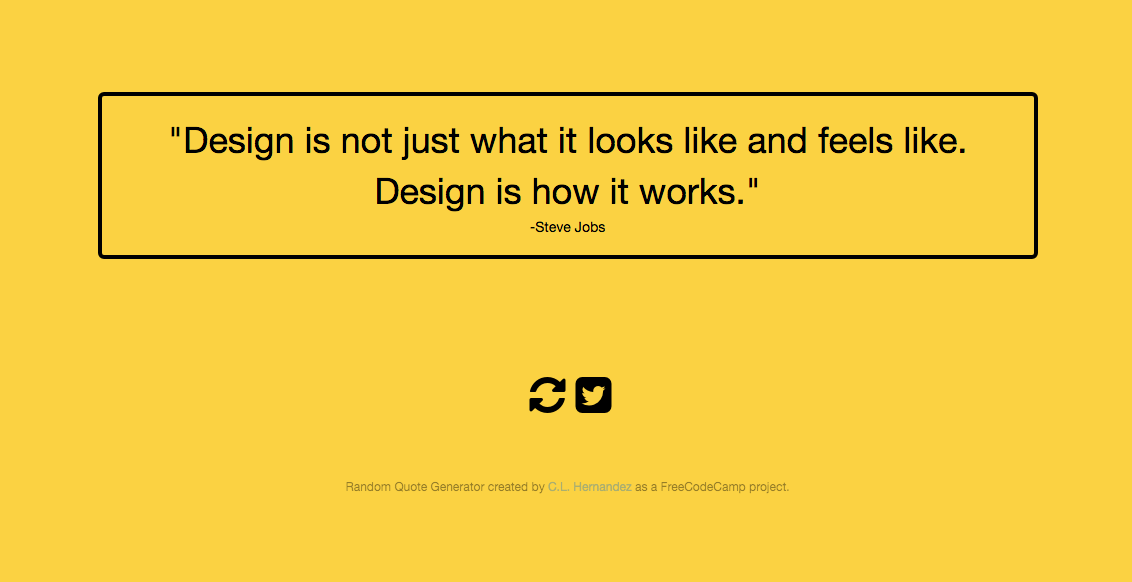 "Design is not just what it looks like and feels like.
Design is how it works."
-Steve Jobs
Random Quote Generator created by C.L. Hernandez as a FreeCodeCamp project.